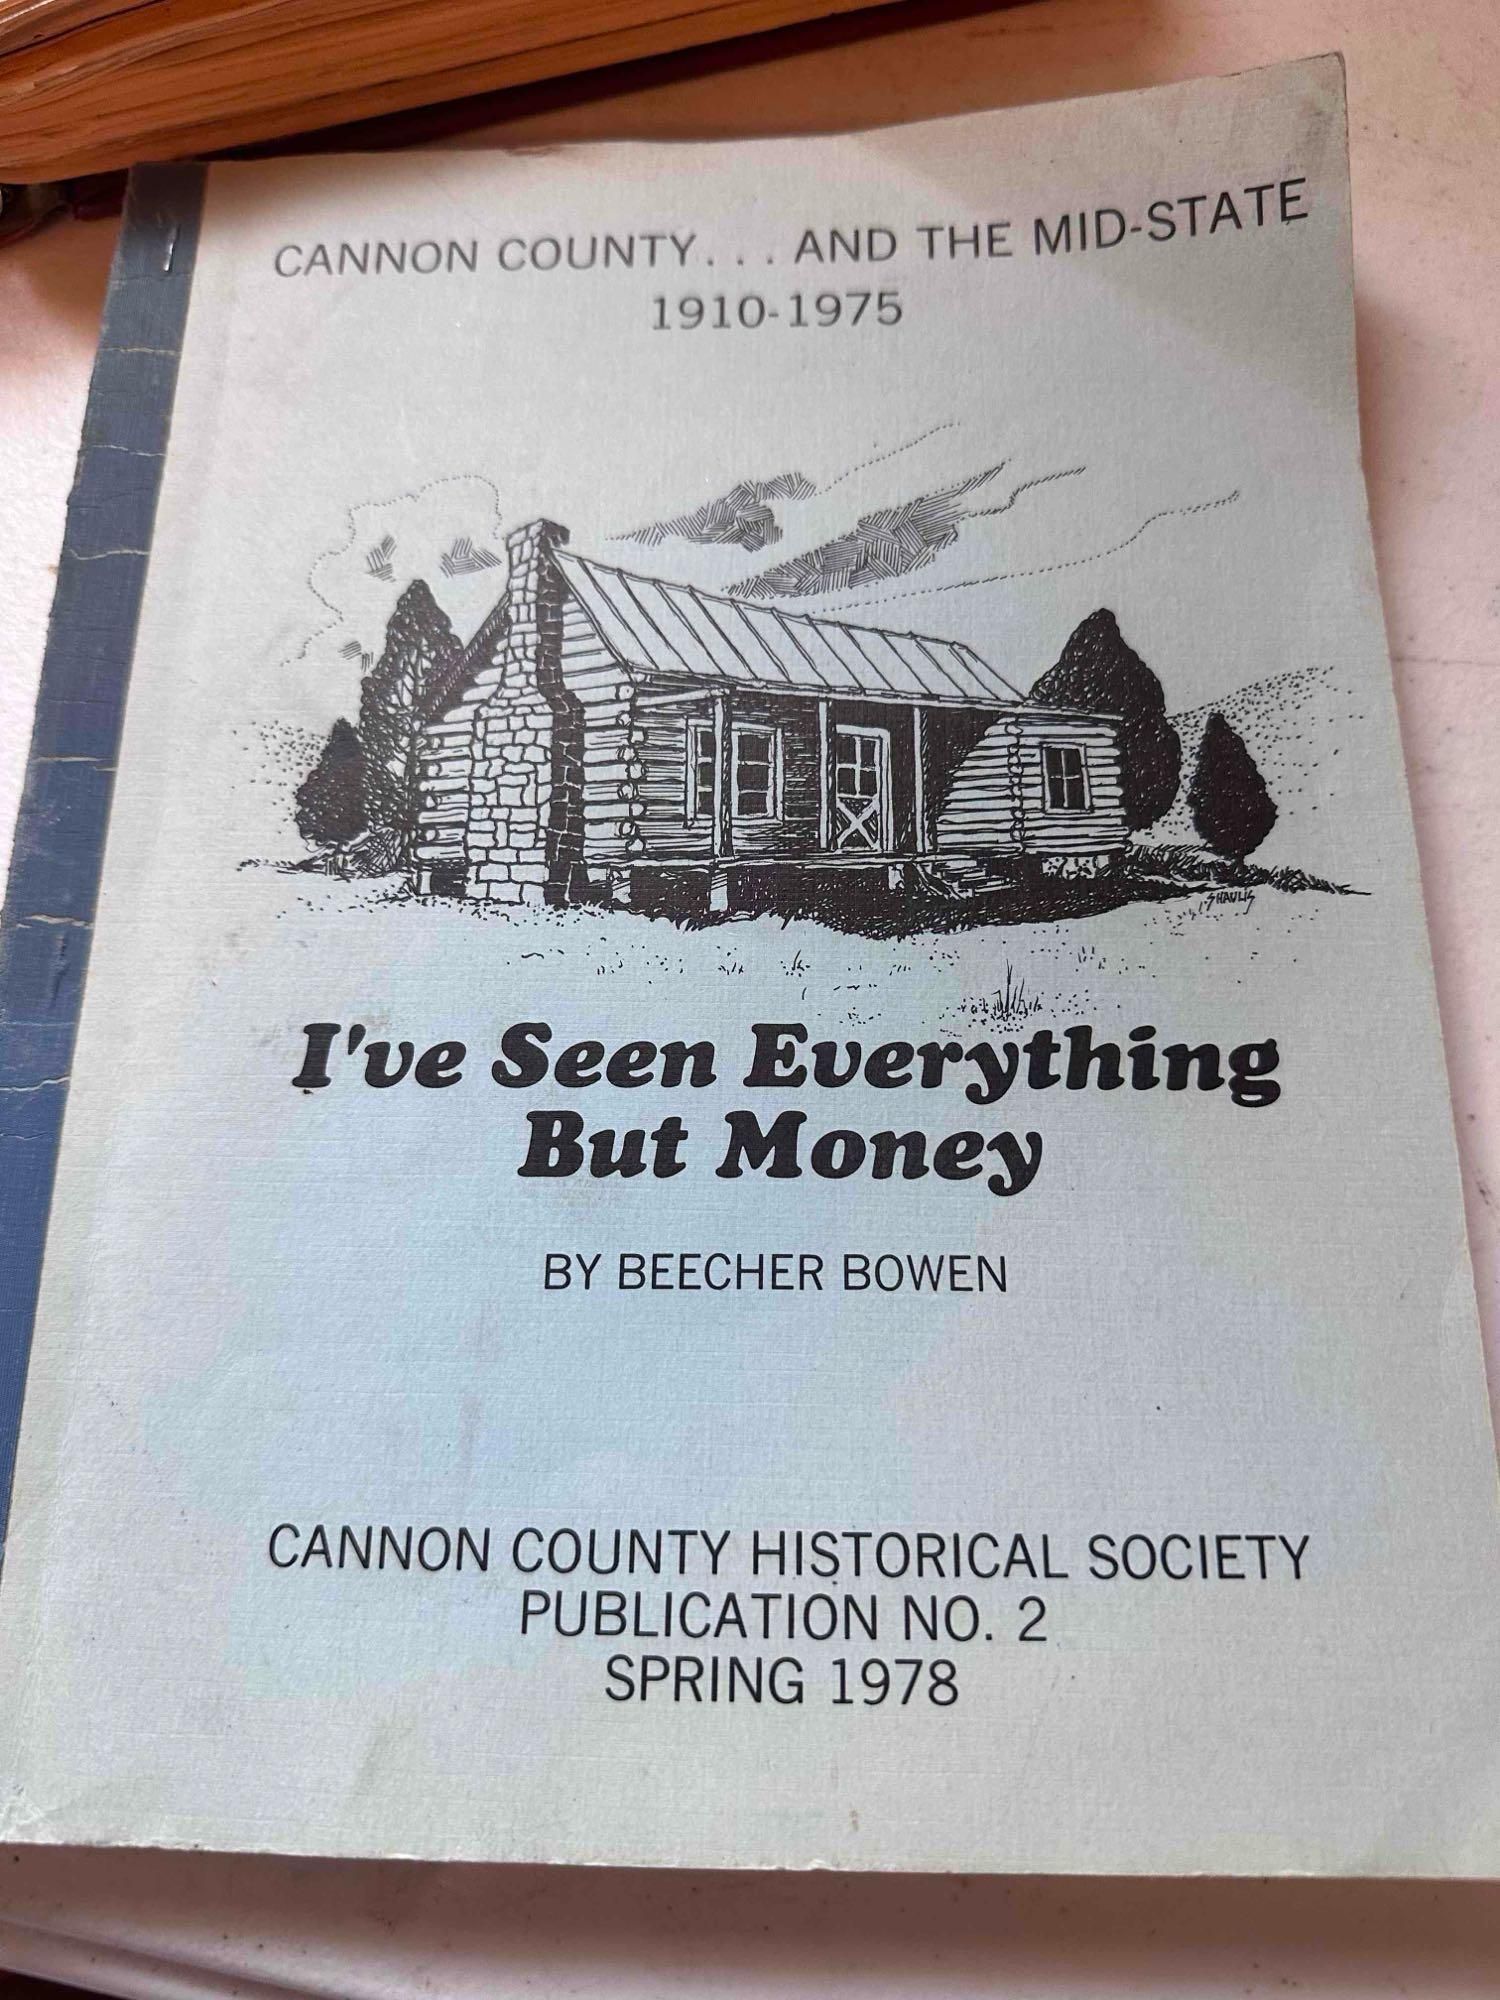 CANNON COUNTY. . . AND THE MID-STATE
1910-1975
SHAULIS
I've Seen Everything
But Money
BY BEECHER BOWEN
CANNON COUNTY HISTORICAL SOCIETY
PUBLICATION NO. 2
SPRING 1978